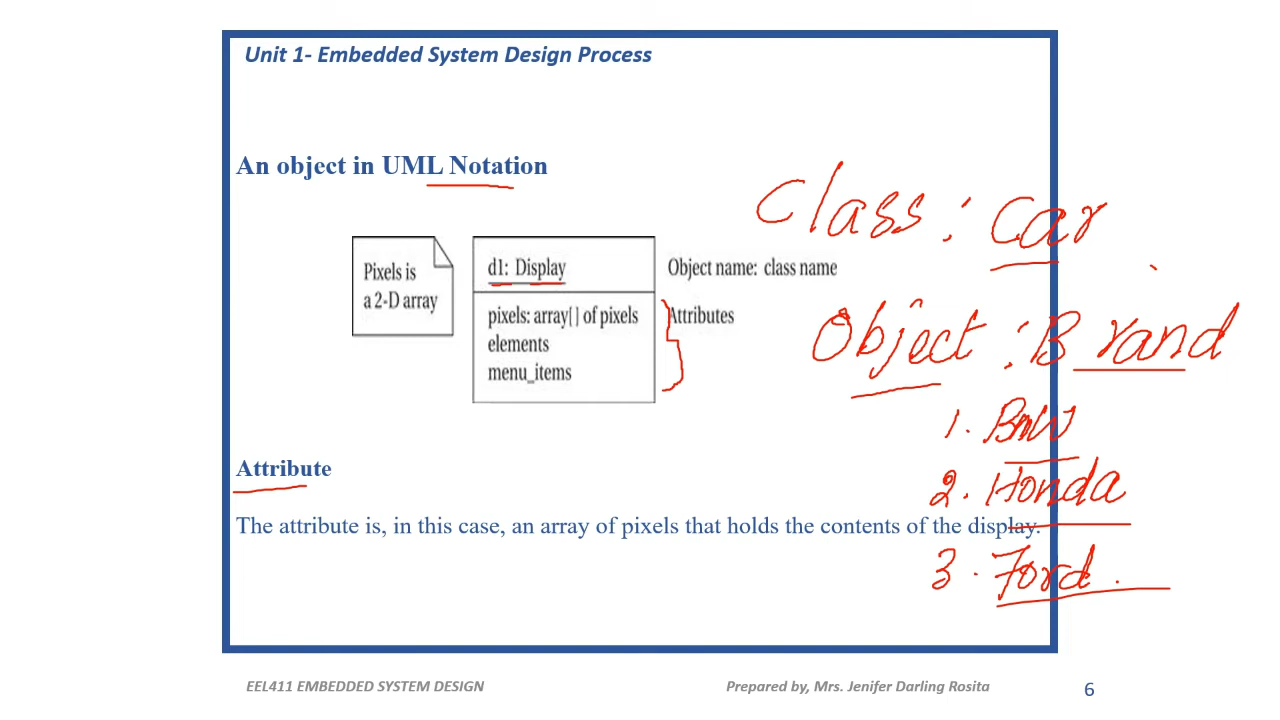 Unit 1- Embedded System Design Process
An object in UML Notation
Class : Car
Pixels is
a 2-D array
d1: Display
Object name: class name
pixels: array[] of pixels
elements
menu_items
Attributes
Object : Brand
1. BMW
2. Honda
3. Ford.
Attribute
The attribute is, in this case, an array of pixels that holds the contents of the display.
EEL411 EMBEDDED SYSTEM DESIGN
Prepared by, Mrs. Jenifer Darling Rosita
6